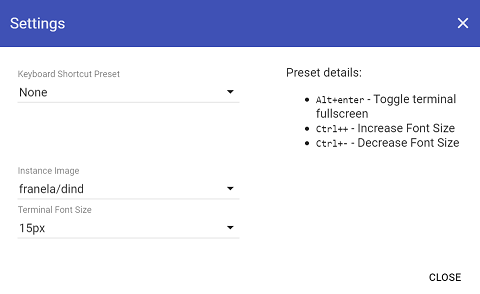 Settings
Keyboard Shortcut Preset
None
Preset details:
Alt+enter - Toggle terminal
fullscreen
Ctrl++ - Increase Font Size
Ctrl+- - Decrease Font Size
Instance Image
franela/dind
Terminal Font Size
15px
CLOSE